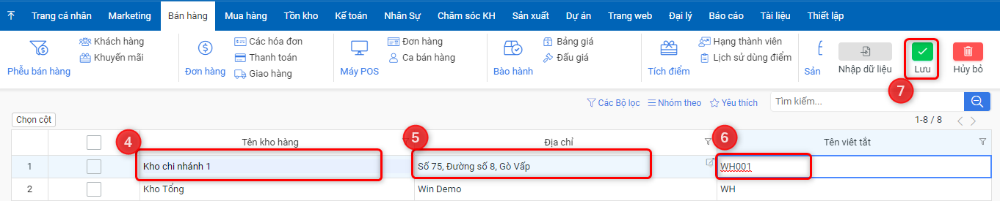 Trang cá nhân Marketing Bán hàng Mua hàng Tồn kho Kế toán Nhân Sự Chăm sóc KH Sản xuất Dự án Trang web Đại lý Báo cáo Tài liệu Thiết lập
Khách hàng Các hóa đơn Đơn hàng Bảng giá Hạng thành viên
Khuyến mãi Thanh toán Ca bán hàng Đấu giá Lịch sử dùng điểm
Phễu bán hàng Đơn hàng Giao hàng Máy POS Bảo hành Tích điểm Sản Nhập dữ liệu Lưu Hủy bỏ
7
Các Bộ lọc Nhóm theo Yêu thích Tìm kiếm...
Chọn cột 1-8 / 8
4 Tên kho hàng 5 Địa chỉ 6 Tên viêt tắt
1 Kho chi nhánh 1 Số 75, Đường số 8, Gò Vấp WH001
2 Kho Tổng Win Demo WH